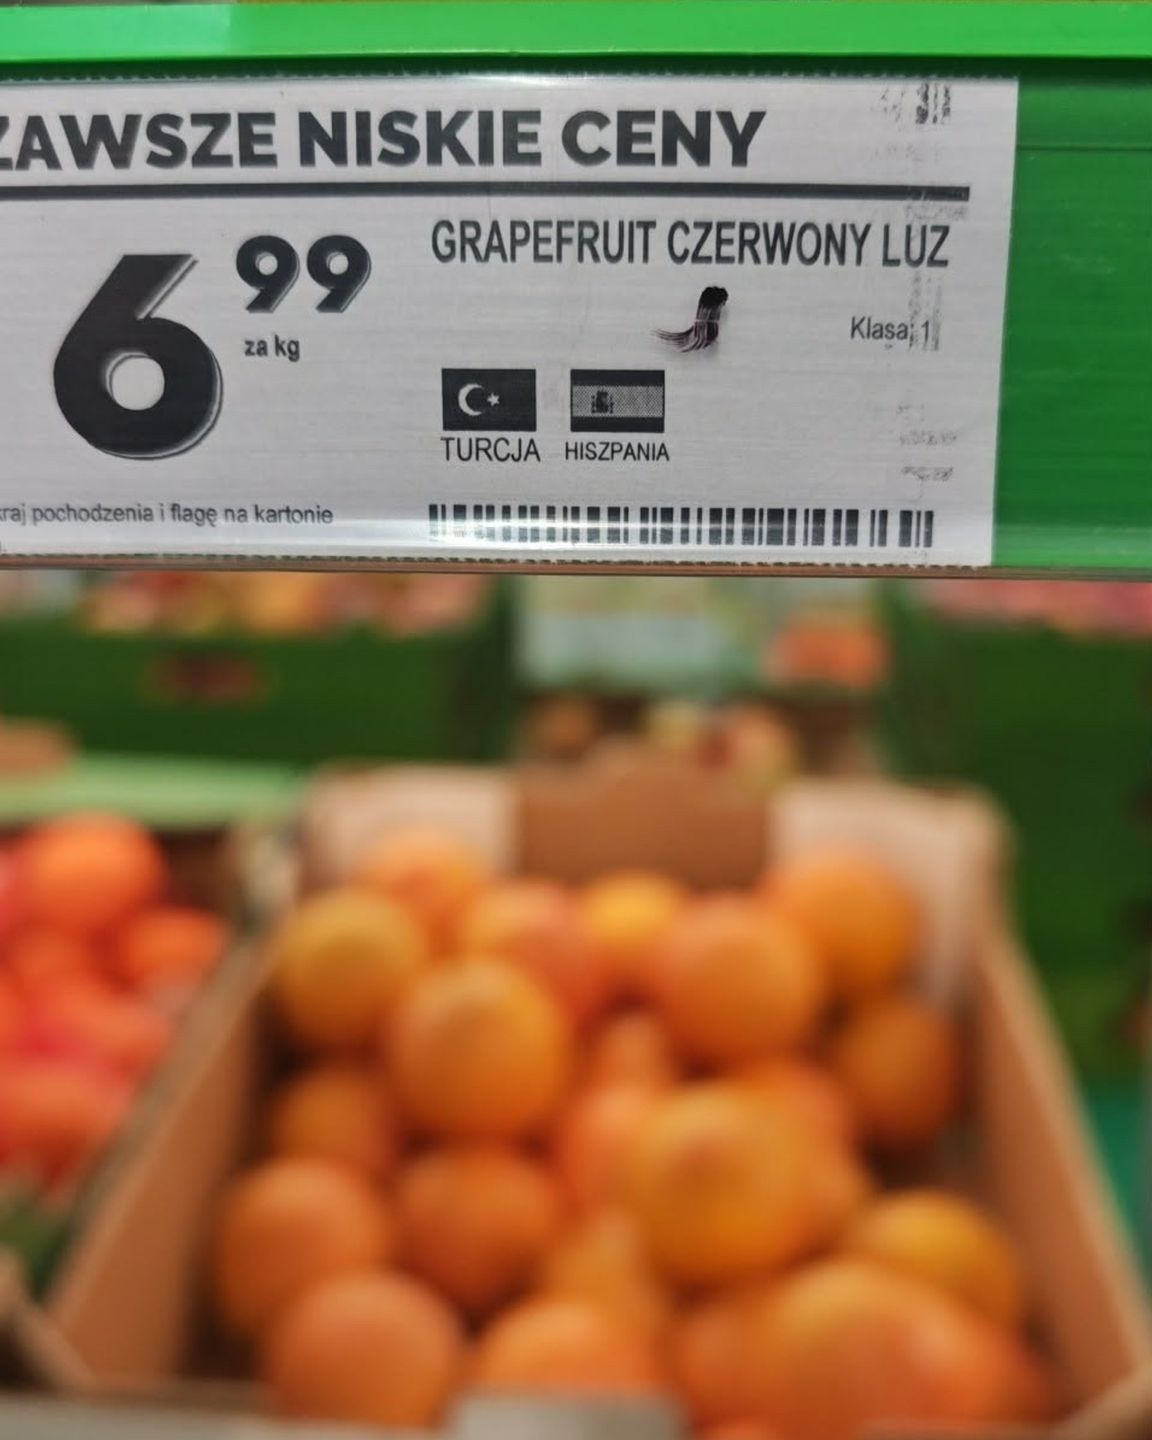 ZAWSZE NISKIE CENY
6 99
za kg
GRAPEFRUIT CZERWONY LUZ
Klasa: 1
TURCJA HISZPANIA
kraj pochodzenia i flagę na kartonie